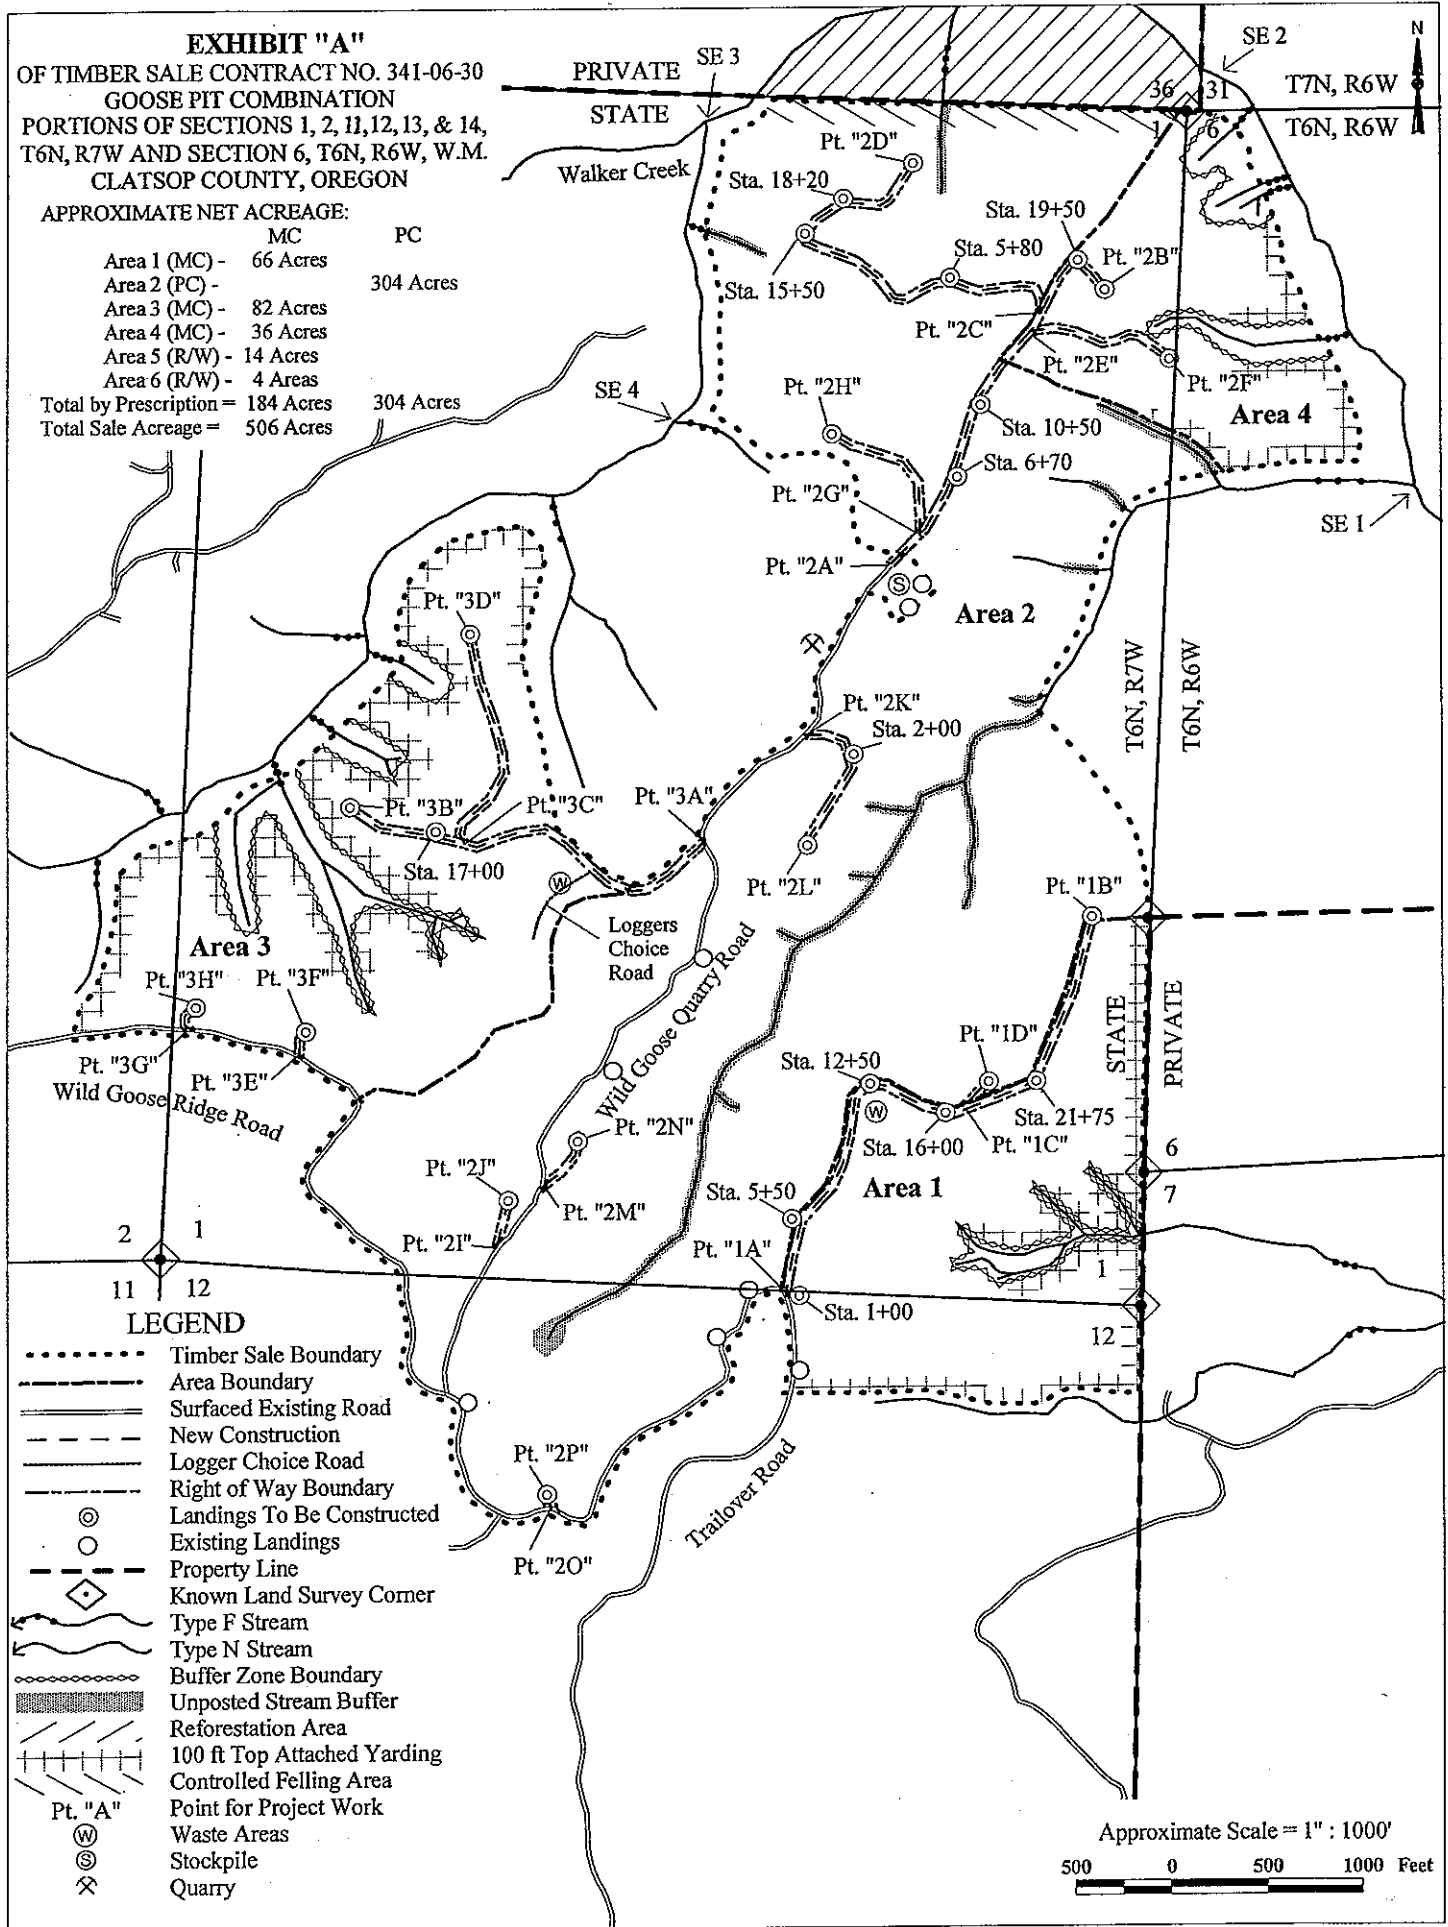 EXHIBIT "A"
OF TIMBER SALE CONTRACT NO. 341-06-30
GOOSE PIT COMBINATION
PORTIONS OF SECTIONS 1, 2, 11,12, 13, & 14,
T6N, R7W AND SECTION 6, T6N, R6W, W.M.
CLATSOP COUNTY, OREGON
APPROXIMATE NET ACREAGE:
MC PC
Area 1 (MC) - 66 Acres
Area 2 (PC) - 304 Acres
Area 3 (MC) - 82 Acres
Area 4 (MC) - 36 Acres
Area 5 (R/W) - 14 Acres
Area 6 (R/W) - 4 Areas
Total by Prescription = 184 Acres 304 Acres
Total Sale Acreage = 506 Acres
PRIVATE
STATE
SE 3
SE 2
N
36 31
1 6
T7N, R6W
T6N, R6W
Walker Creek
Pt. "2D"
Sta. 18+20
Sta. 15+50
Sta. 5+80
Sta. 19+50
Pt. "2B"
Pt. "2C"
Pt. "2E"
Pt. "2F"
SE 4
Pt. "2H"
Sta. 10+50
Area 4
Sta. 6+70
Pt. "2G"
SE 1
Pt. "2A"
S
Area 2
Pt. "3D"
T6N, R7W
T6N, R6W
Pt. "2K"
Sta. 2+00
Pt. "3B"
Pt. "3C"
Pt. "3A"
Sta. 17+00
W
Pt. "2L"
Pt. "1B"
Loggers
Choice
Road
Area 3
Pt. "3H"
Pt. "3F"
Wild Goose Quarry Road
STATE
PRIVATE
Pt. "3G"
Pt. "3E"
Wild Goose Ridge Road
Sta. 12+50
Pt. "1D"
W
Sta. 21+75
Sta. 16+00
Pt. "1C"
Pt. "2N"
Pt. "2J"
Pt. "2M"
Pt. "2I"
Sta. 5+50
Area 1
6
7
Pt. "1A"
2 1
11 12
1
12
Sta. 1+00
Pt. "2P"
Pt. "2O"
Trailover Road
LEGEND
Timber Sale Boundary
Area Boundary
Surfaced Existing Road
New Construction
Logger Choice Road
Right of Way Boundary
Landings To Be Constructed
Existing Landings
Property Line
Known Land Survey Corner
Type F Stream
Type N Stream
Buffer Zone Boundary
Unposted Stream Buffer
Reforestation Area
100 ft Top Attached Yarding
Controlled Felling Area
Pt. "A" Point for Project Work
W Waste Areas
S Stockpile
Quarry
Approximate Scale = 1" : 1000'
500 0 500 1000 Feet